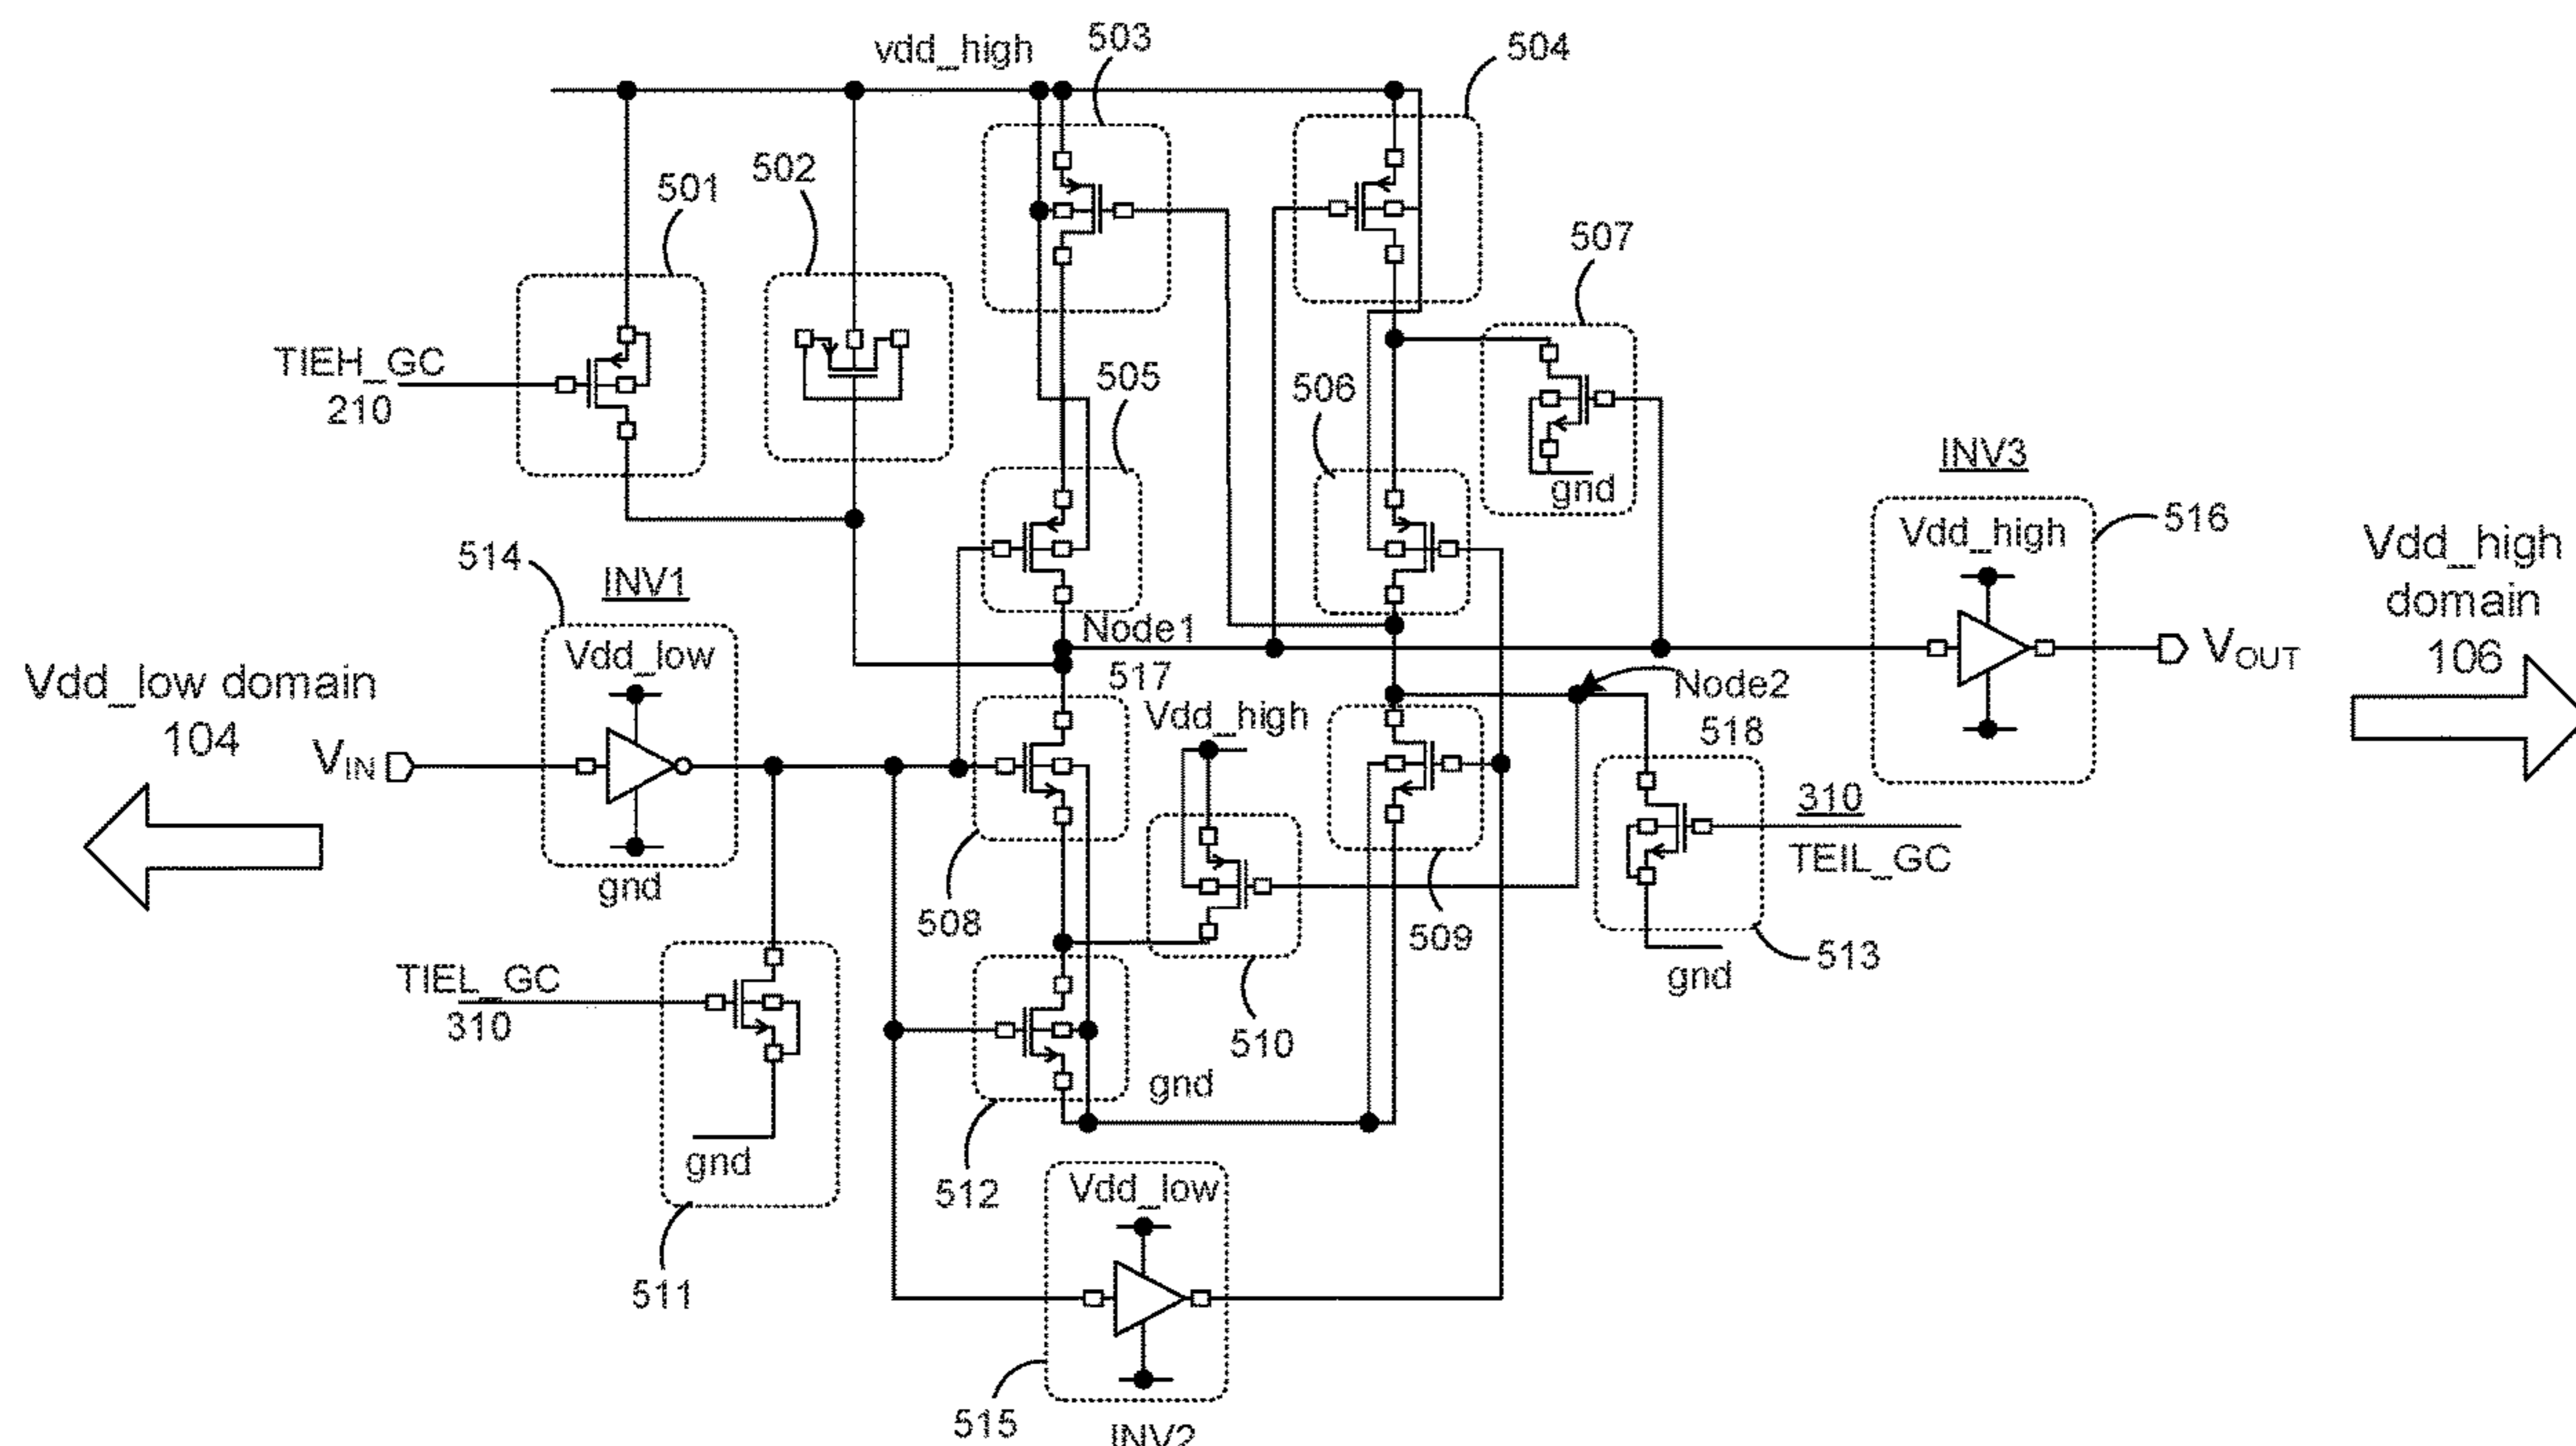 503
504
vdd_high
502
501
507
TIEH_GC
210
505
506
INV3
gnd
516
Vdd_high
514
INV1
Vdd_high
domain
106
Node1
517
Vdd_low
V_OUT
Vdd_low domain
104
Node2
518
Vdd_high
V_IN
310
TEIL_GC
gnd
508
509
513
gnd
TIEL_GC
310
510
gnd
gnd
512
Vdd_low
511
515
INV2